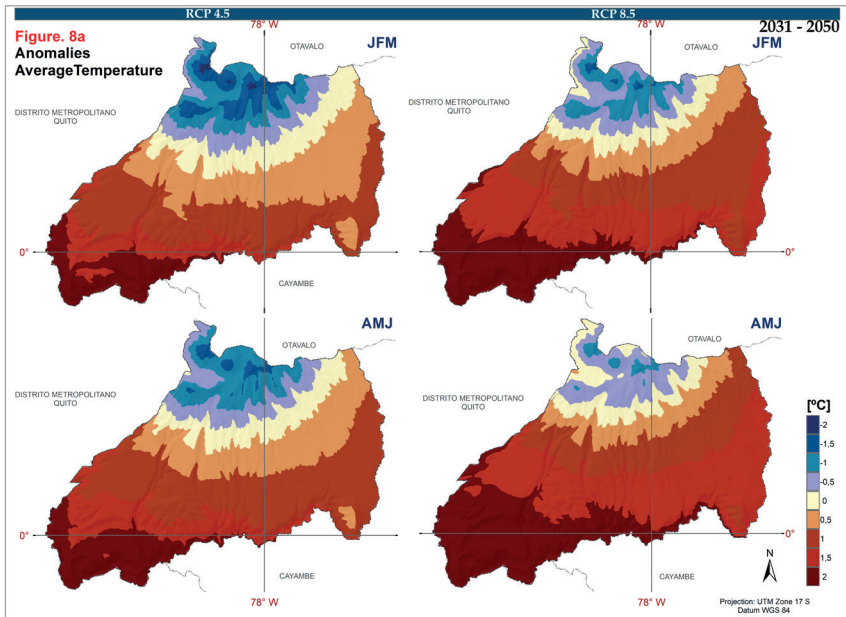 RCP 4.5
RCP 8.5
78° W
78° W
2031 - 2050
Figure. 8a
Anomalies
AverageTemperature
JFM
OTAVALO
OTAVALO
JFM
DISTRITO METROPOLITANO
QUITO
DISTRITO METROPOLITANO
QUITO
0°
0°
CAYAMBE
AMJ
OTAVALO
OTAVALO
AMJ
DISTRITO METROPOLITANO
QUITO
DISTRITO METROPOLITANO
QUITO
[ºC]
-2
-1,5
-1
-0,5
0
0,5
1
1,5
2
0°
0°
CAYAMBE
CAYAMBE
N
78° W
78° W
Projection: UTM Zone 17 S
Datum WGS 84